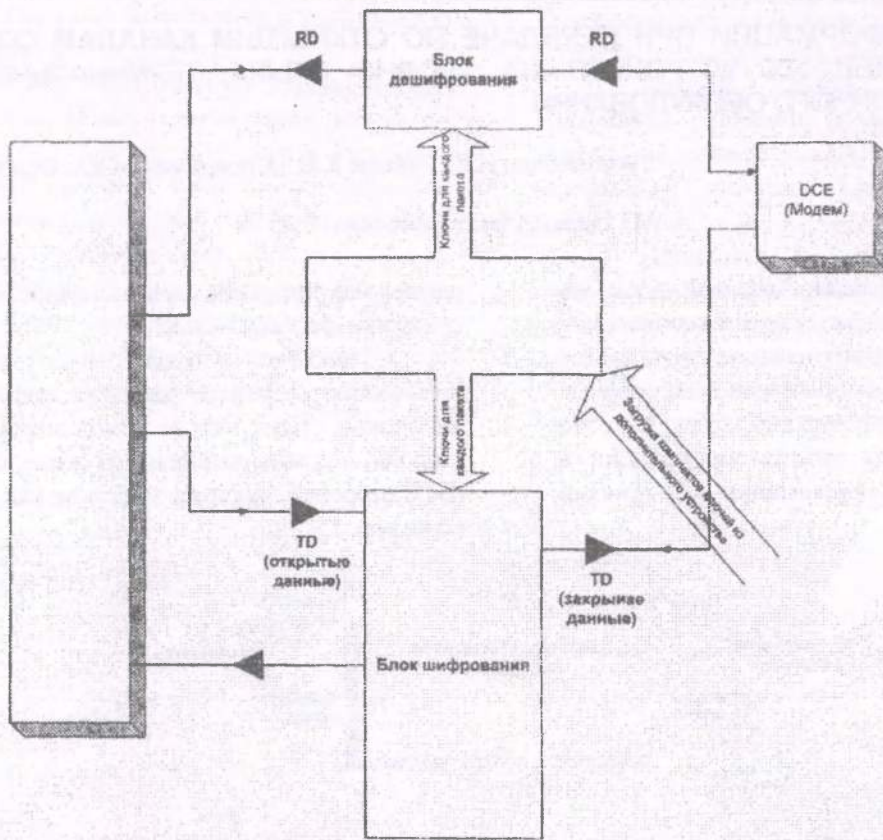 RD
RD
Блок
дешифрования
DCE
(Модем)
Ключи для каждого
пакета
Ключи для
каждого пакета
Загрузка комплектов ключей из
дополнительного устройства
TD
(открытые
данные)
TD
(закрытые
данные)
Блок шифрования